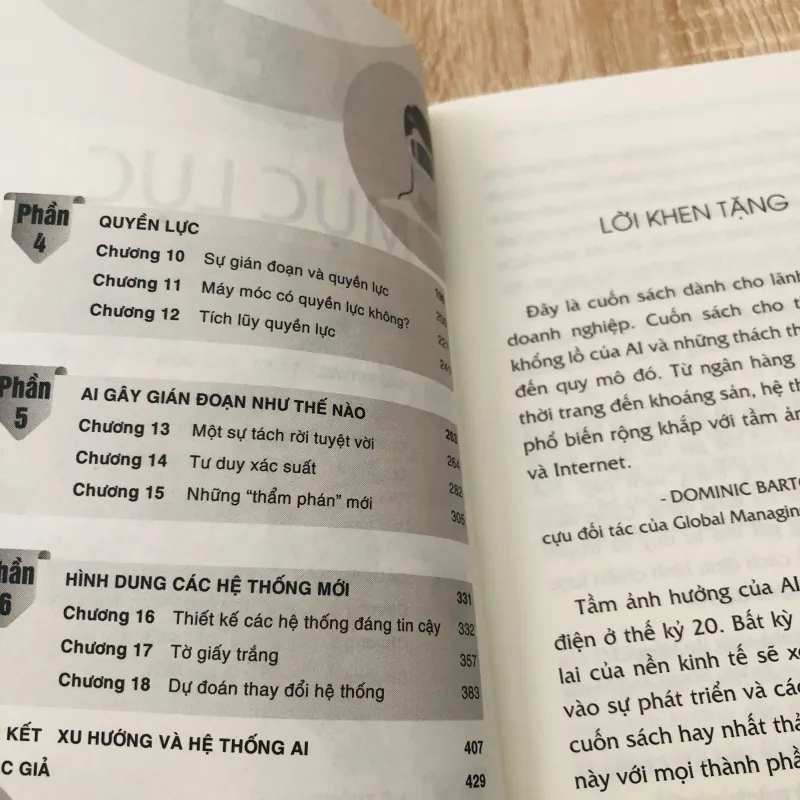 Phần
4
QUYỀN LỰC
Chương 10 Sự gián đoạn và quyền lực
Chương 11 Máy móc có quyền lực không?
Chương 12 Tích lũy quyền lực
Phần
5
AI GÂY GIÁN ĐOẠN NHƯ THẾ NÀO 263
Chương 13 Một sự tách rời tuyệt vời 264
Chương 14 Tư duy xác suất 282
Chương 15 Những “thẩm phán” mới 305
hần
6
HÌNH DUNG CÁC HỆ THỐNG MỚI 331
Chương 16 Thiết kế các hệ thống đáng tin cậy 332
Chương 17 Tờ giấy trắng 357
Chương 18 Dự đoán thay đổi hệ thống 383
KẾT XU HƯỚNG VÀ HỆ THỐNG AI 407
C GIẢ 429
MỤC LỤC
LỜI KHEN TẶNG
Đây là cuốn sách dành cho lãnh
doanh nghiệp. Cuốn sách cho t
khổng lồ của AI và những thách th
đến quy mô đó. Từ ngân hàng
thời trang đến khoáng sản, hệ th
phổ biến rộng khắp với tầm ản
và Internet.
- DOMINIC BARTO
cựu đối tác của Global Managin
Tầm ảnh hưởng của AI
điện ở thế kỷ 20. Bất kỳ
lai của nền kinh tế sẽ x
vào sự phát triển và các
cuốn sách hay nhất thả
này với mọi thành phầ